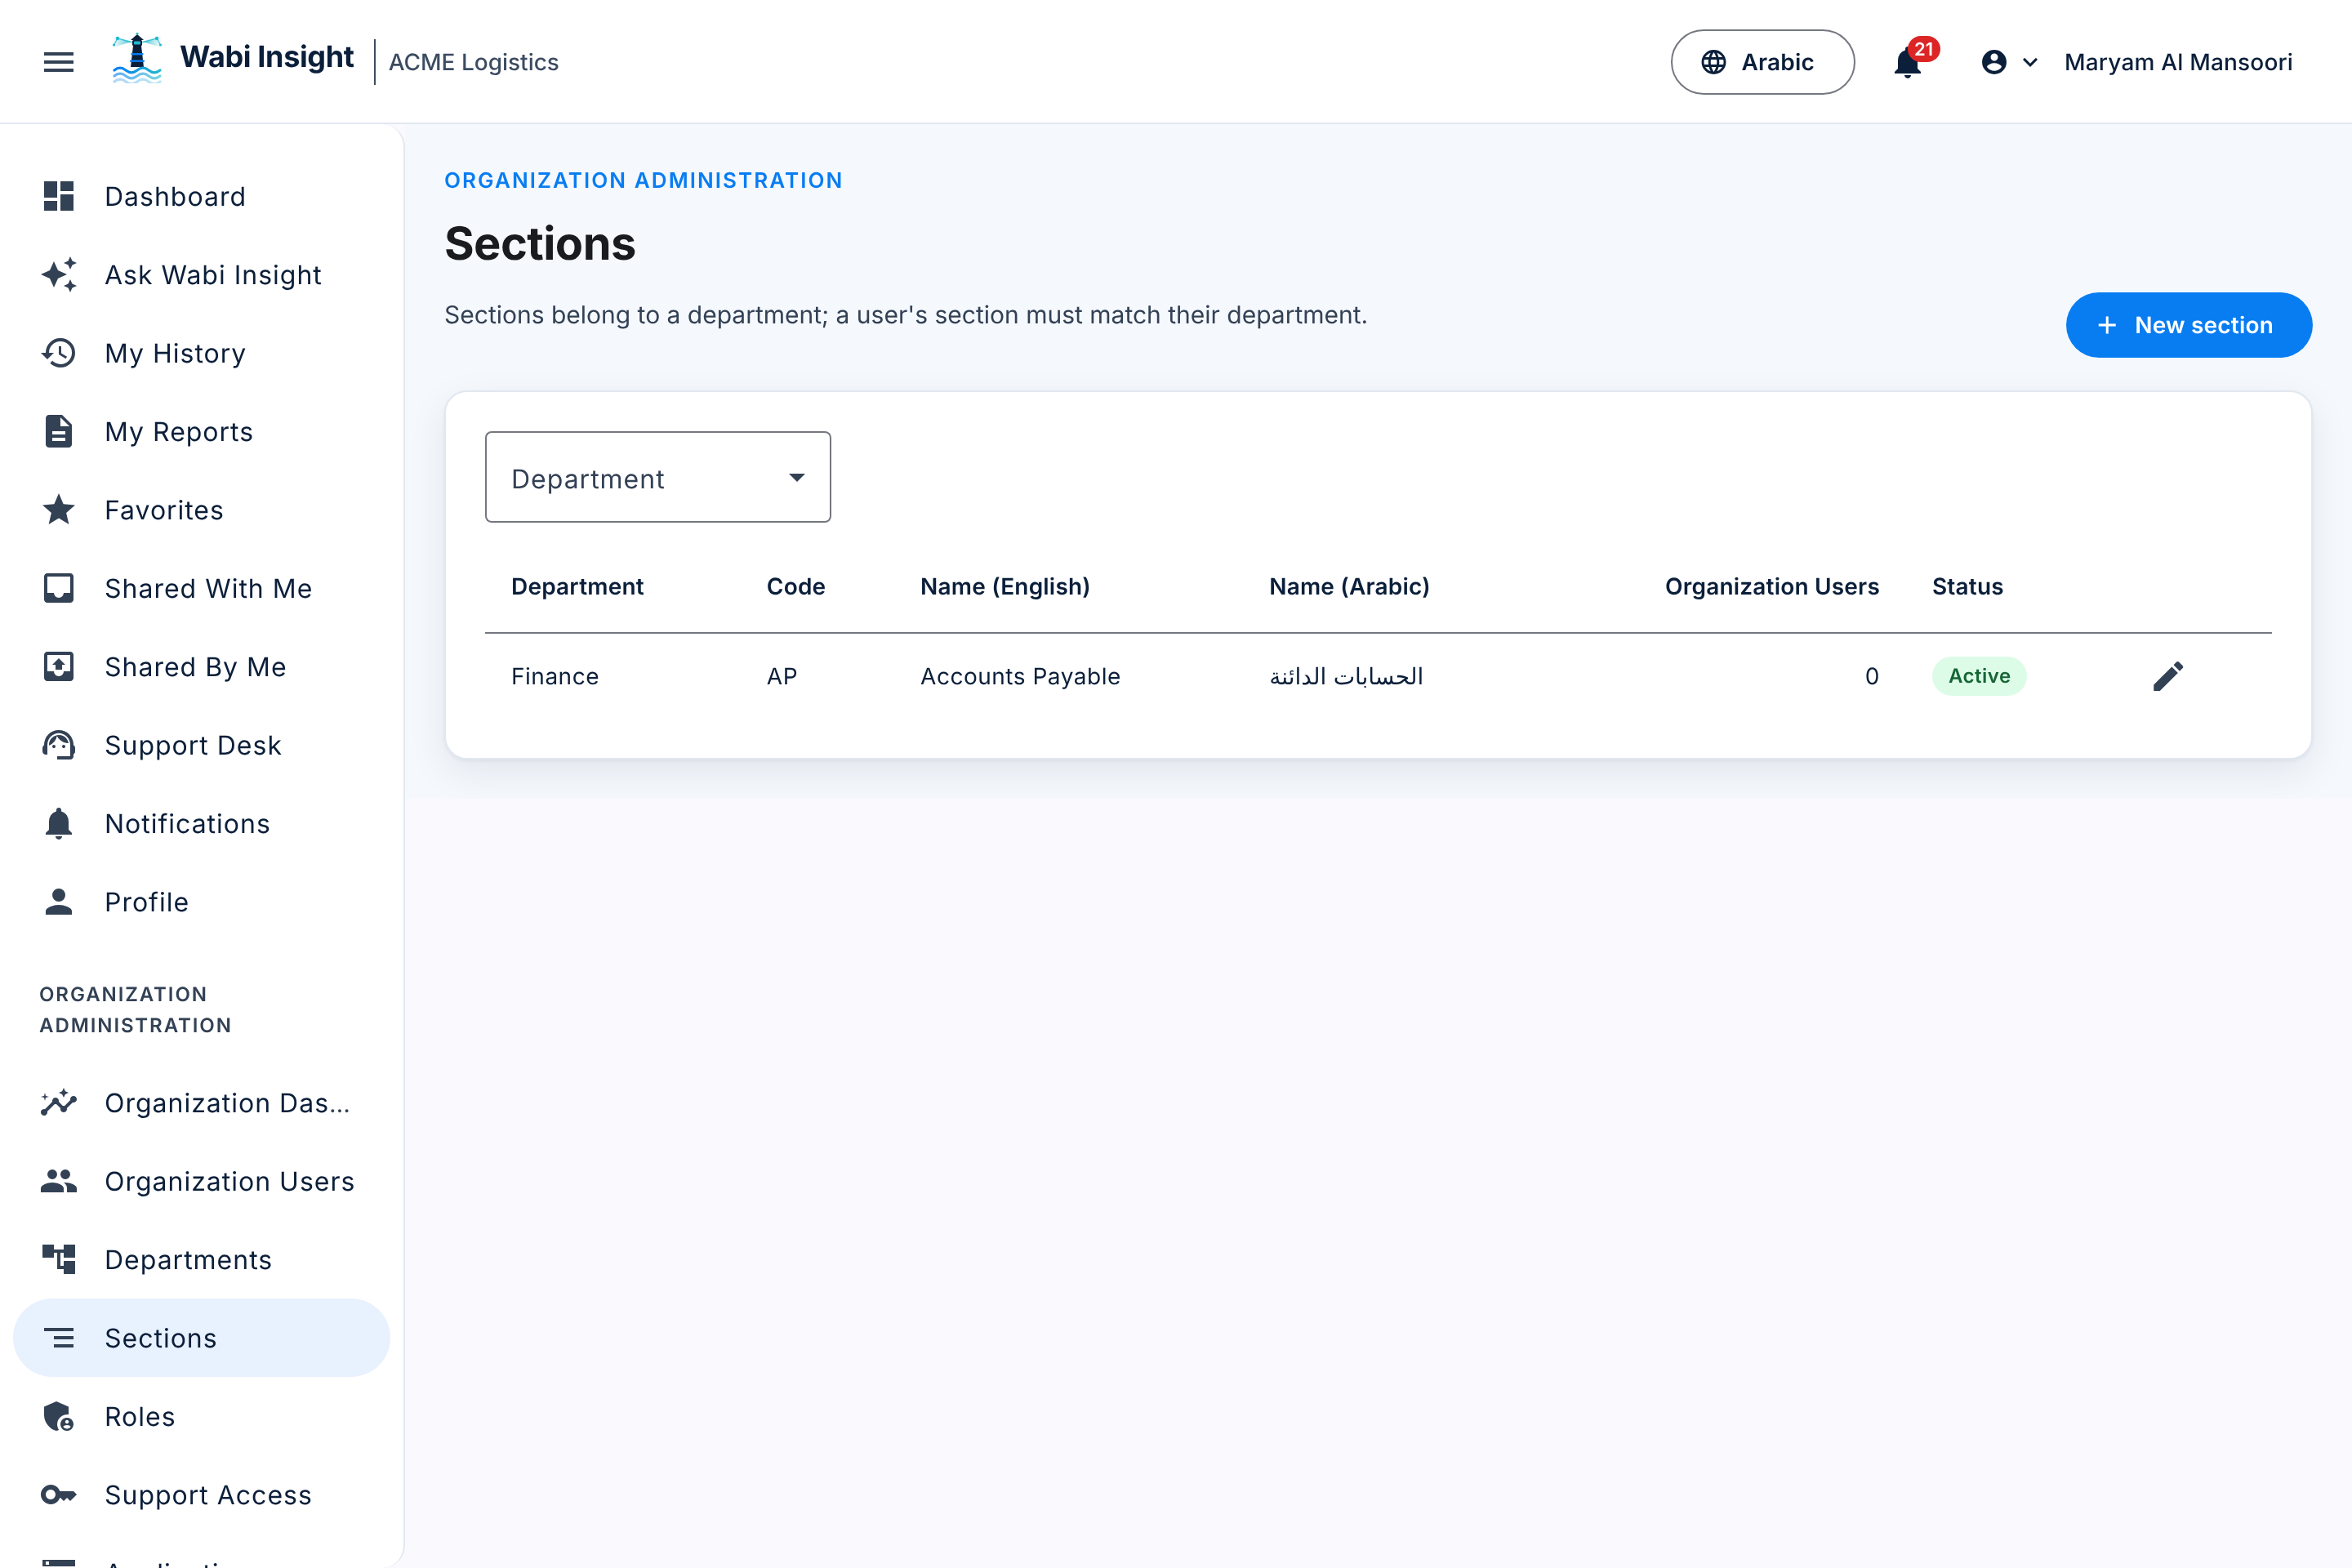 Wabi Insight
ACME Logistics
Arabic
21
Maryam Al Mansoori
Dashboard
Ask Wabi Insight
My History
My Reports
Favorites
Shared With Me
Shared By Me
Support Desk
Notifications
Profile
ORGANIZATION
ADMINISTRATION
Organization Das...
Organization Users
Departments
Sections
Roles
Support Access
ORGANIZATION ADMINISTRATION
Sections
Sections belong to a department; a user's section must match their department.
+ New section
Department
Department Code Name (English) Name (Arabic) Organization Users Status
Finance AP Accounts Payable الحسابات الدائنة 0 Active